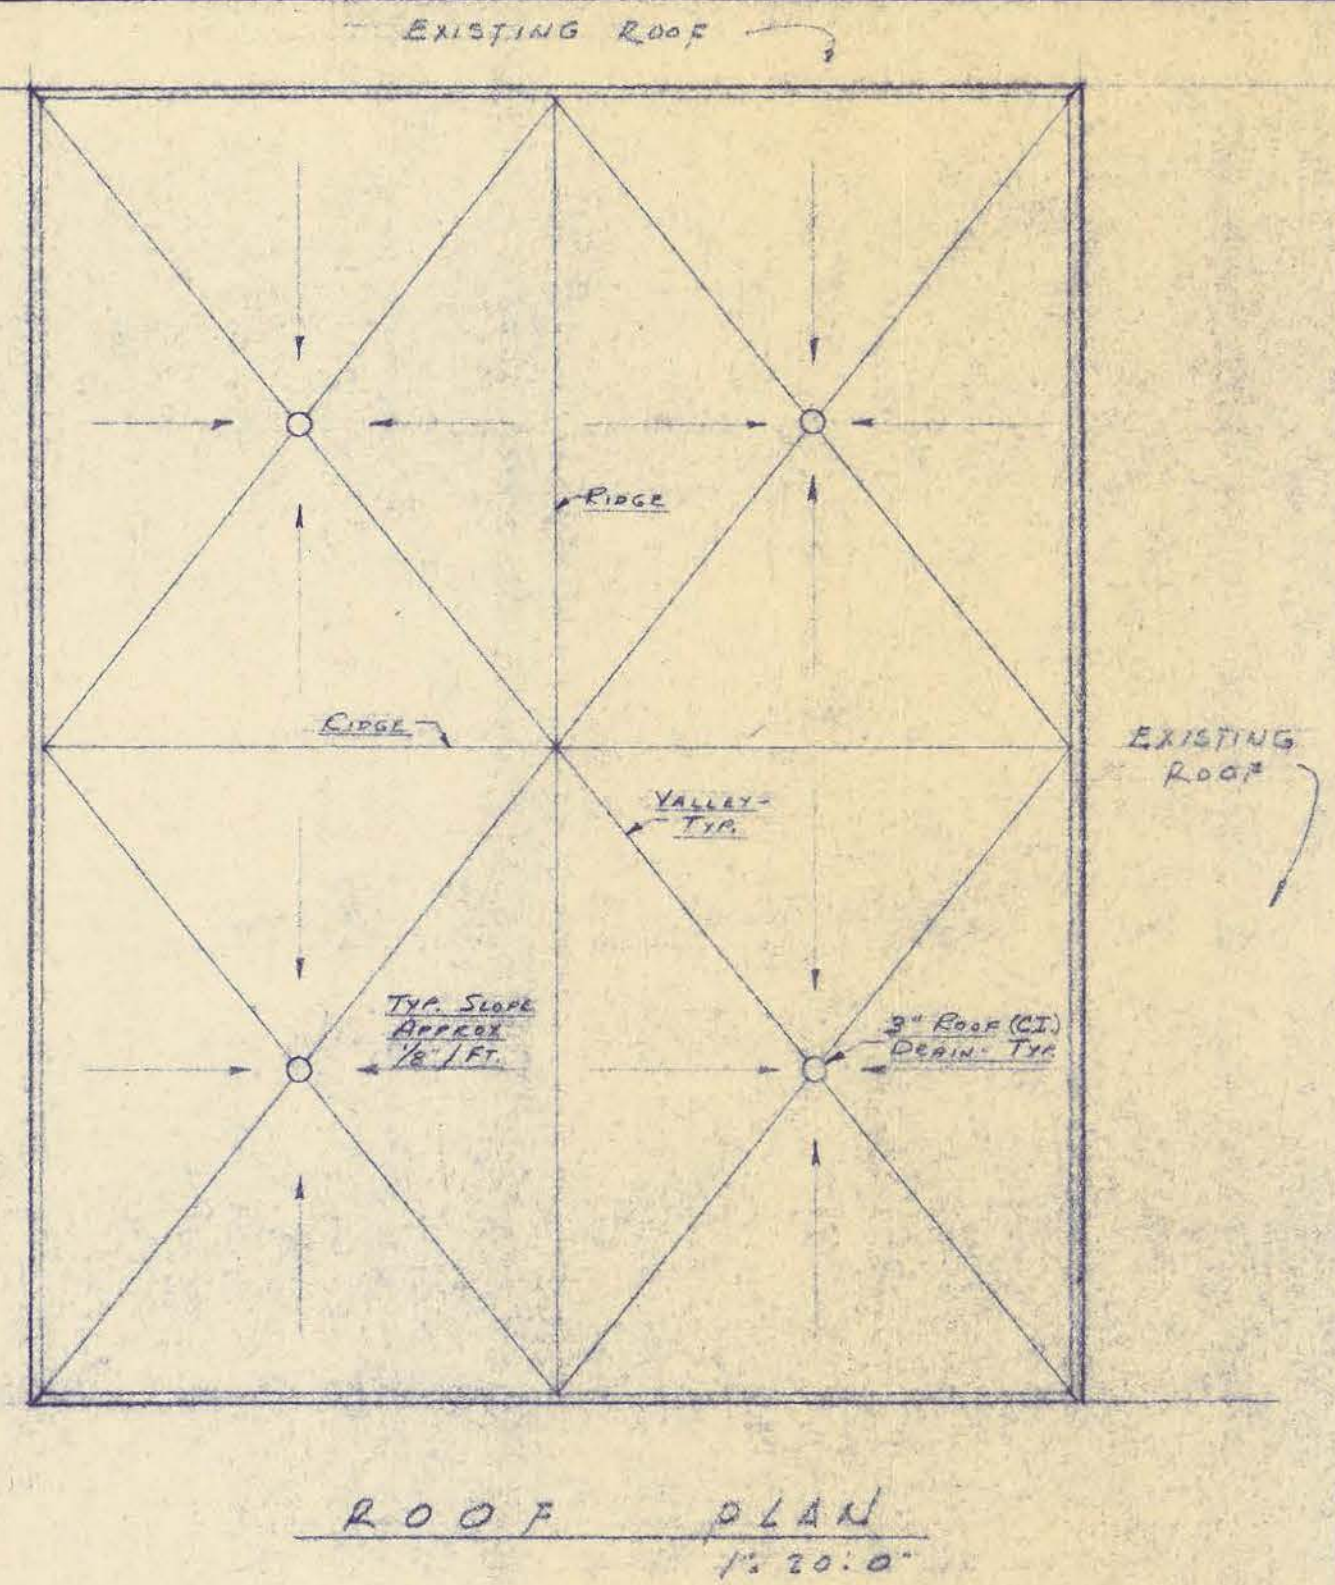 EXISTING ROOF
RIDGE
RIDGE
EXISTING
ROOF
VALLEY-
TYP.
TYP. SLOPE
APPROX
1/8" / FT.
3" ROOF (C.I.)
DRAIN- TYP.
ROOF PLAN
1": 20'.0"